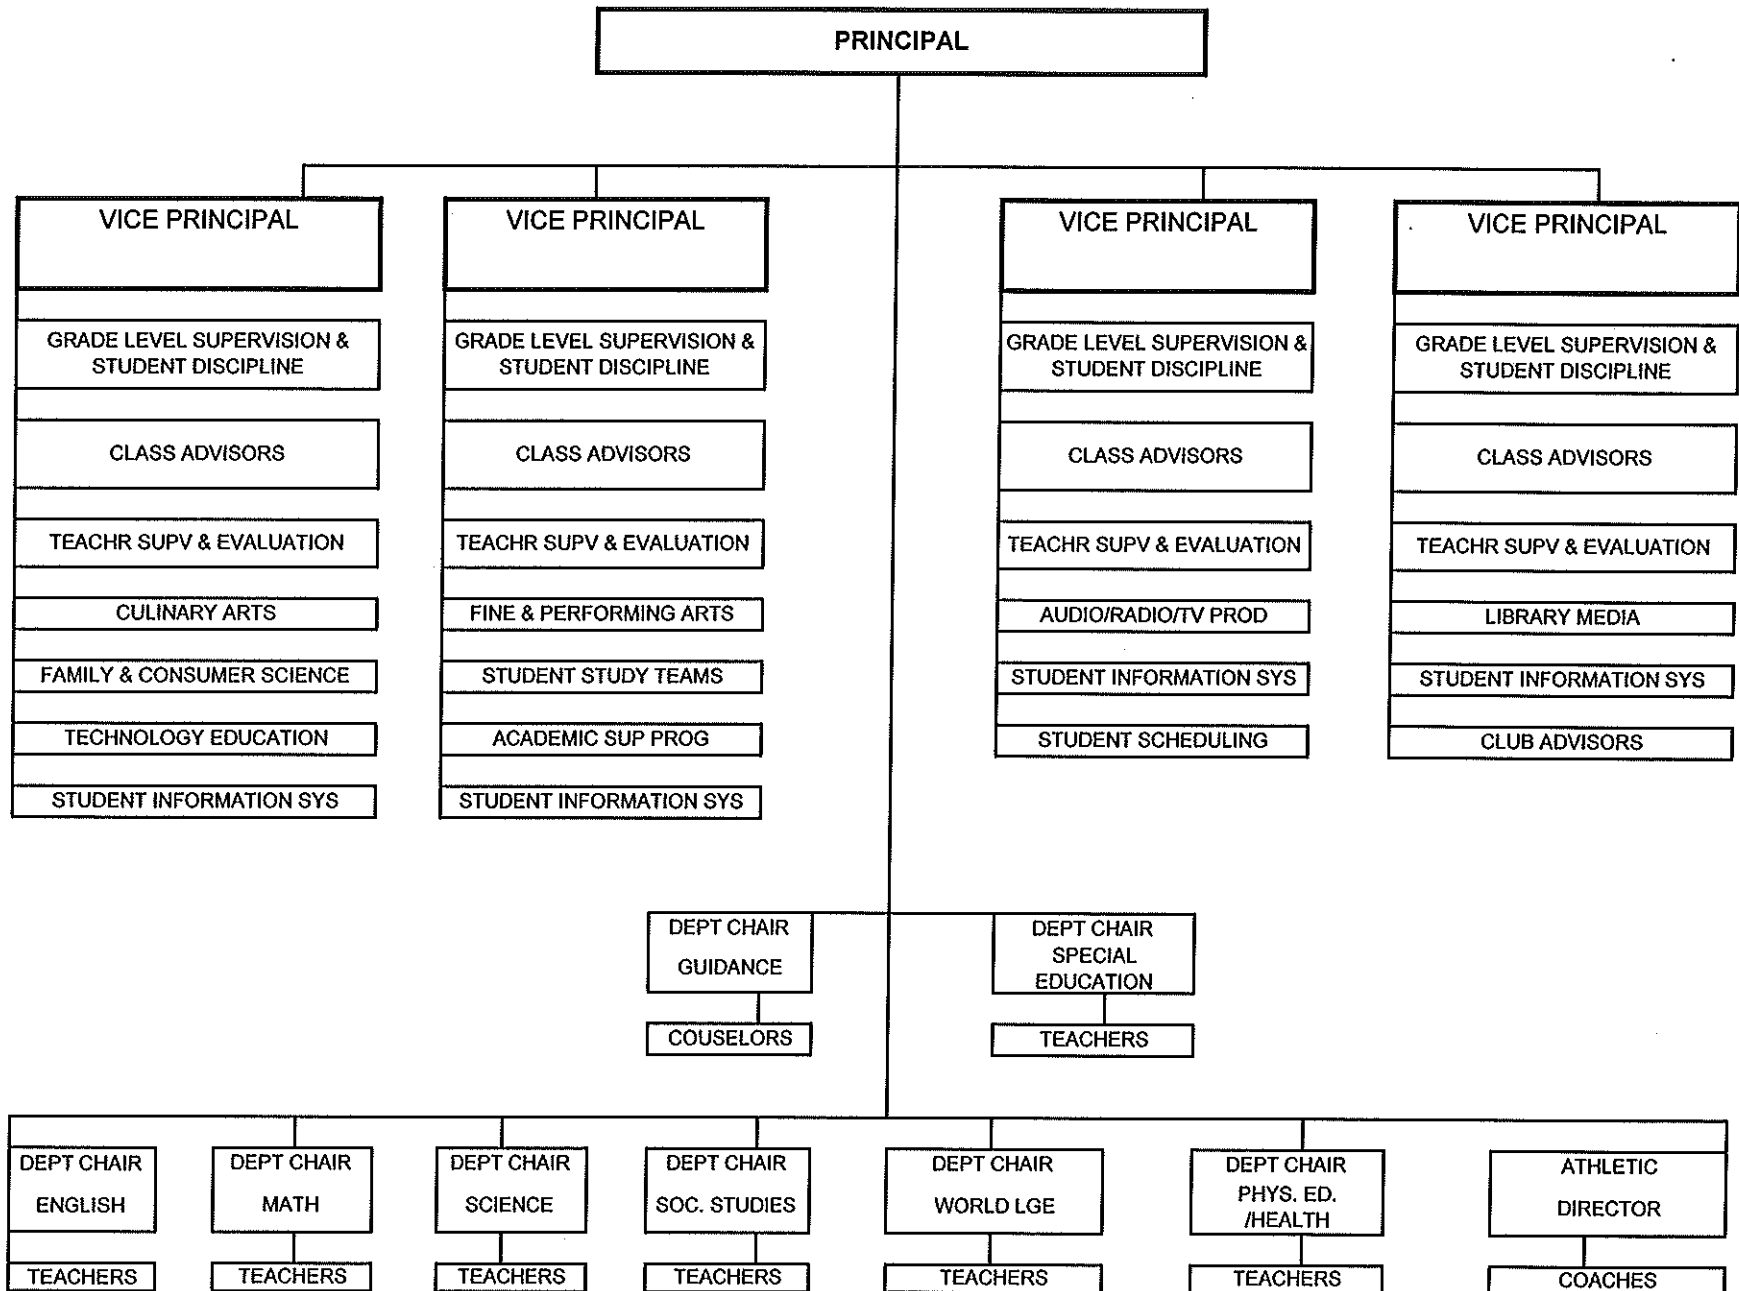 PRINCIPAL
VICE PRINCIPAL
GRADE LEVEL SUPERVISION &
STUDENT DISCIPLINE
CLASS ADVISORS
TEACHR SUPV & EVALUATION
CULINARY ARTS
FAMILY & CONSUMER SCIENCE
TECHNOLOGY EDUCATION
STUDENT INFORMATION SYS
VICE PRINCIPAL
GRADE LEVEL SUPERVISION &
STUDENT DISCIPLINE
CLASS ADVISORS
TEACHR SUPV & EVALUATION
FINE & PERFORMING ARTS
STUDENT STUDY TEAMS
ACADEMIC SUP PROG
STUDENT INFORMATION SYS
VICE PRINCIPAL
GRADE LEVEL SUPERVISION &
STUDENT DISCIPLINE
CLASS ADVISORS
TEACHR SUPV & EVALUATION
AUDIO/RADIO/TV PROD
STUDENT INFORMATION SYS
STUDENT SCHEDULING
VICE PRINCIPAL
GRADE LEVEL SUPERVISION &
STUDENT DISCIPLINE
CLASS ADVISORS
TEACHR SUPV & EVALUATION
LIBRARY MEDIA
STUDENT INFORMATION SYS
CLUB ADVISORS
DEPT CHAIR
GUIDANCE
COUSELORS
DEPT CHAIR
SPECIAL
EDUCATION
TEACHERS
DEPT CHAIR
ENGLISH
TEACHERS
DEPT CHAIR
MATH
TEACHERS
DEPT CHAIR
SCIENCE
TEACHERS
DEPT CHAIR
SOC. STUDIES
TEACHERS
DEPT CHAIR
WORLD LGE
TEACHERS
DEPT CHAIR
PHYS. ED.
/HEALTH
TEACHERS
ATHLETIC
DIRECTOR
COACHES